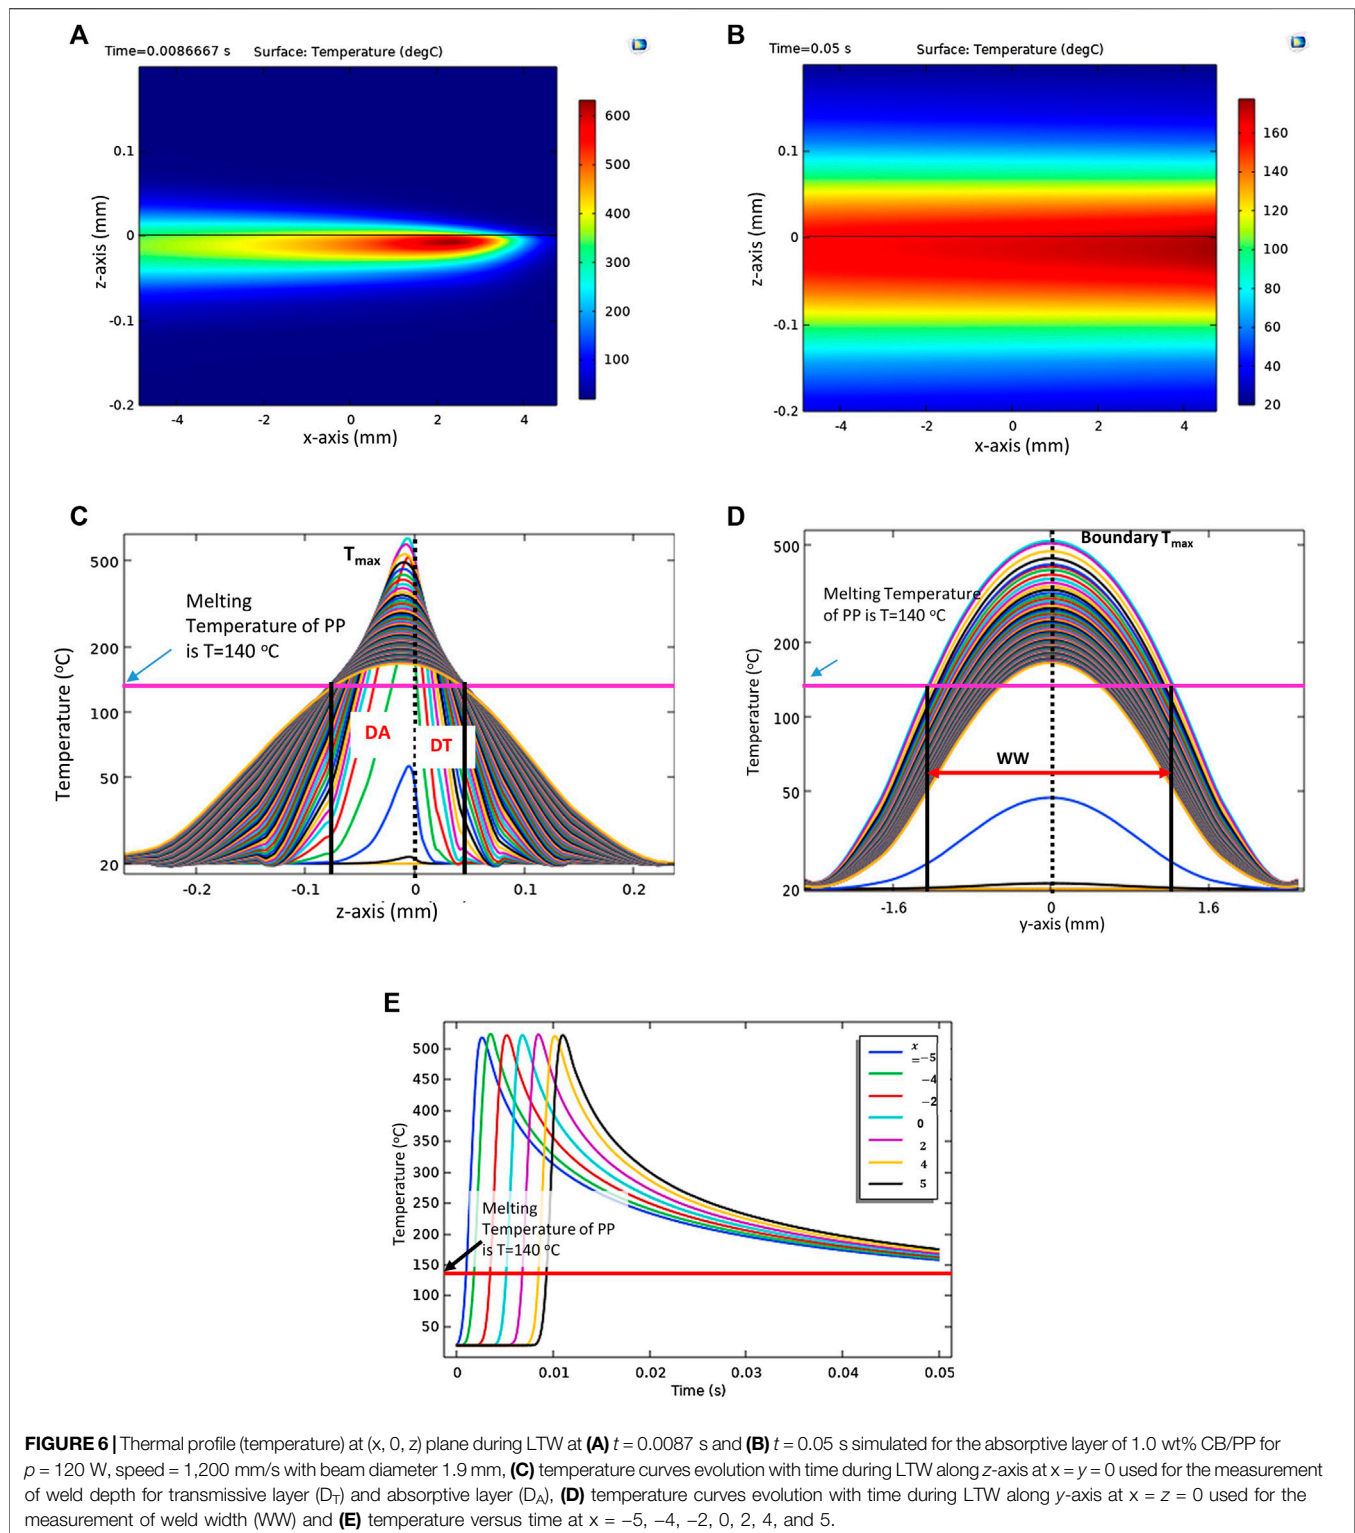 A
Time=0.0086667 s Surface: Temperature (degC)
z-axis (mm)
0.1
0
-0.1
-0.2
-4 -2 0 2 4
x-axis (mm)
600
500
400
300
200
100
B
Time=0.05 s Surface: Temperature (degC)
z-axis (mm)
0.1
0
-0.1
-0.2
-4 -2 0 2 4
x-axis (mm)
160
140
120
100
80
60
40
20
C
Temperature (°C)
500
200
100
50
20
Tmax
Melting
Temperature of PP
is T=140 °C
DA
DT
-0.2 -0.1 0 0.1 0.2
z-axis (mm)
D
Temperature (°C)
500
200
100
50
20
Boundary Tmax
Melting Temperature
of PP is T=140 °C
WW
-1.6 0 1.6
y-axis (mm)
E
Temperature (°C)
500
450
400
350
300
250
200
150
100
50
Melting
Temperature of PP
is T=140 °C
x
=-5
-4
-2
0
2
4
5
0 0.01 0.02 0.03 0.04 0.05
Time (s)
FIGURE 6 | Thermal profile (temperature) at (x, 0, z) plane during LTW at (A) t = 0.0087 s and (B) t = 0.05 s simulated for the absorptive layer of 1.0 wt% CB/PP for
p = 120 W, speed = 1,200 mm/s with beam diameter 1.9 mm, (C) temperature curves evolution with time during LTW along z-axis at x = y = 0 used for the measurement
of weld depth for transmissive layer (DT) and absorptive layer (DA), (D) temperature curves evolution with time during LTW along y-axis at x = z = 0 used for the
measurement of weld width (WW) and (E) temperature versus time at x = −5, −4, −2, 0, 2, 4, and 5.